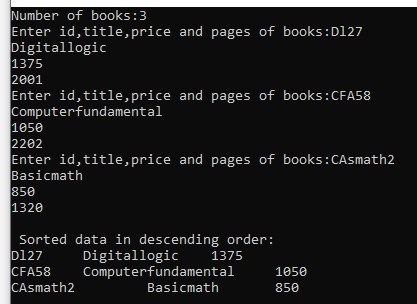 Number of books:3
Enter id,title,price and pages of books:Dl27
Digitallogic
1375
2001
Enter id,title,price and pages of books:CFA58
Computerfundamental
1050
2202
Enter id,title,price and pages of books:CAsmath2
Basicmath
850
1320

 Sorted data in descending order:
Dl27	Digitallogic	1375
CFA58	Computerfundamental	1050
CAsmath2	Basicmath	850